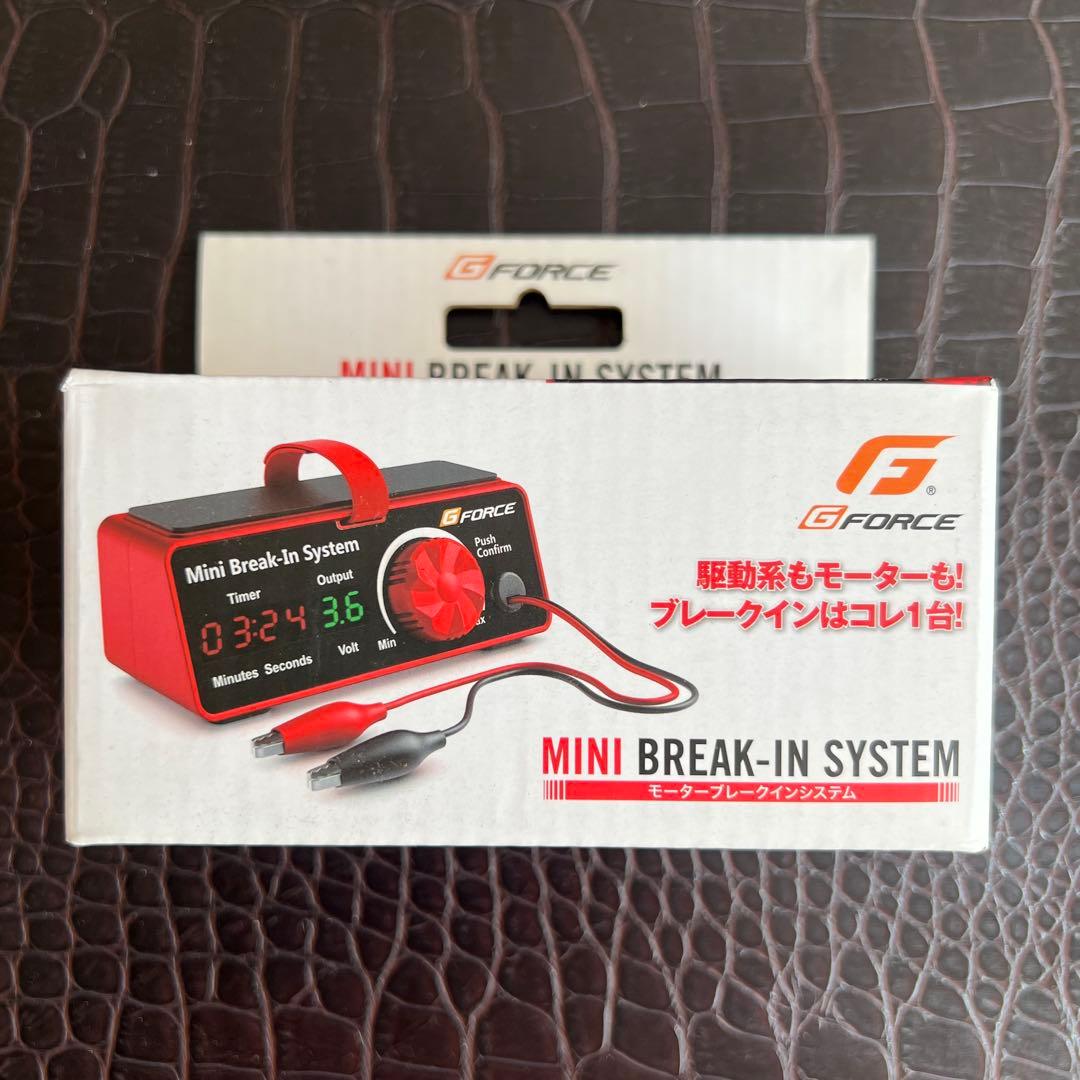 G FORCE
MINI BREAK-IN SYSTEM
G FORCE
Mini Break-In System
Push
Confirm
Timer
Output
03:24
3.6
Minutes Seconds
Volt
Min
®
G FORCE
駆動系もモーターも!
ブレークインはコレ1台!
MINI BREAK-IN SYSTEM
モーターブレークインシステム